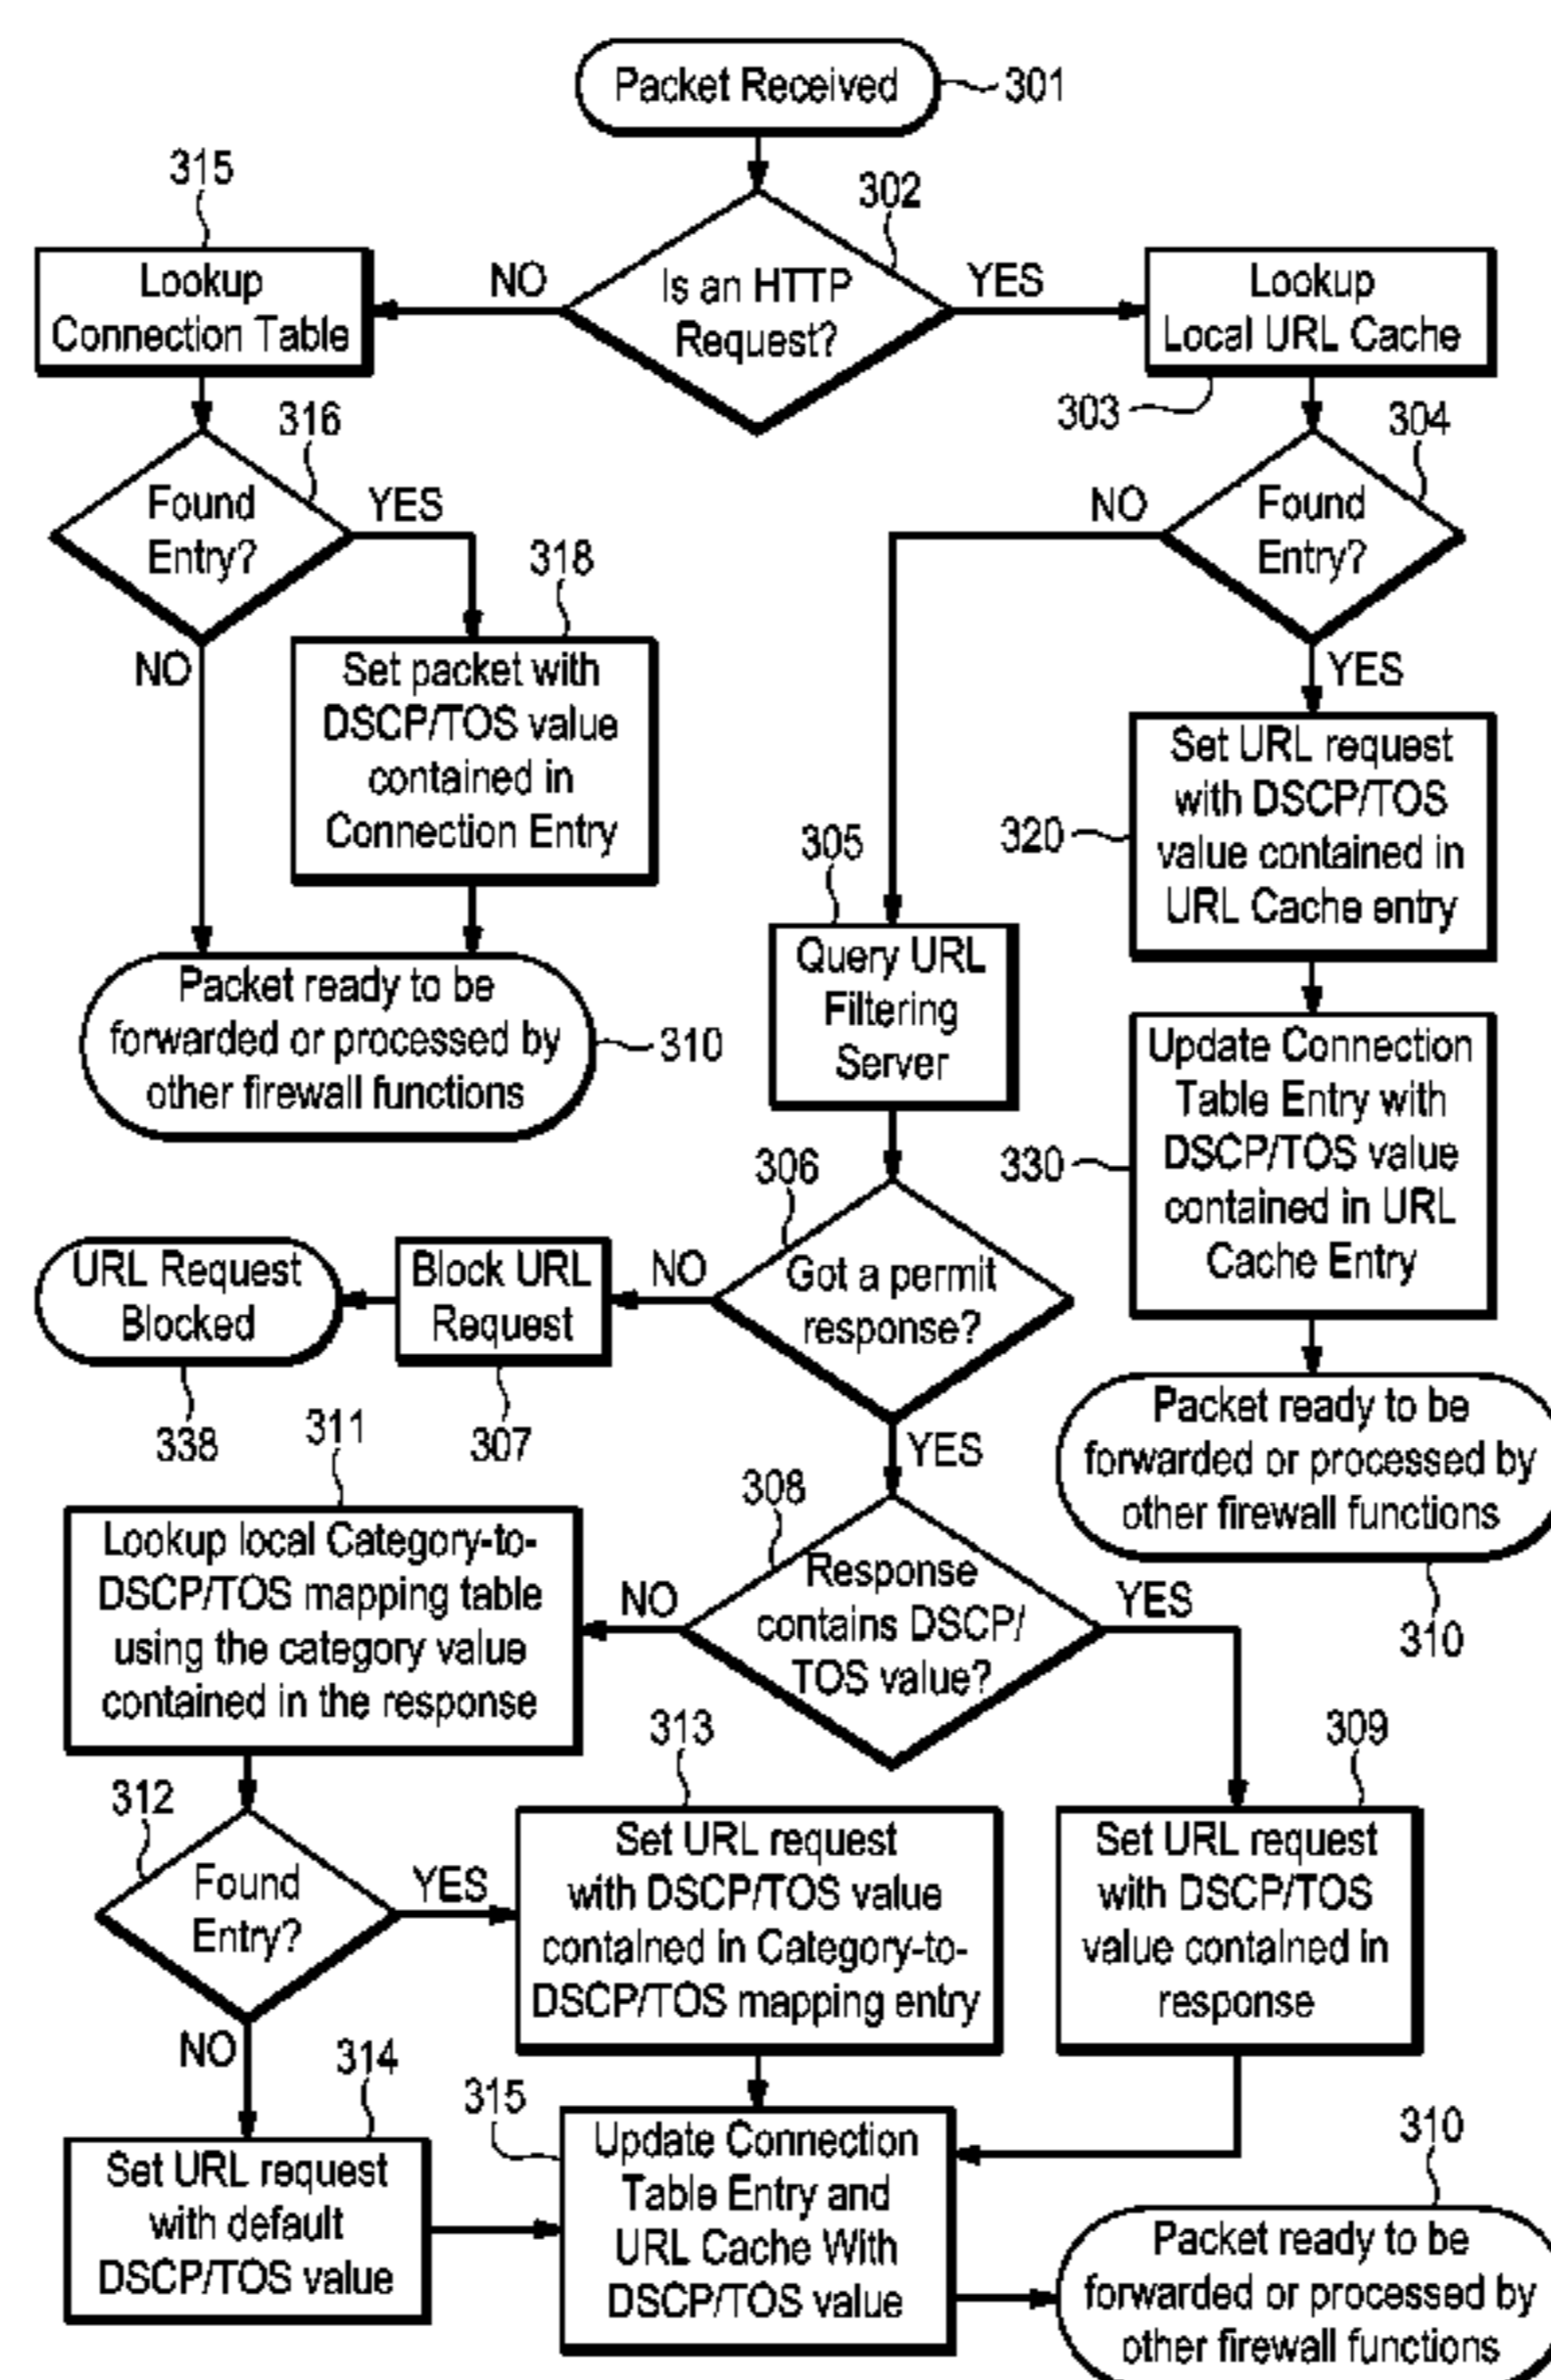 Packet Received
301
315
302
Lookup
Connection Table
NO
Is an HTTP
Request?
YES
Lookup
Local URL Cache
303
316
304
Found
Entry?
YES
NO
318
Set packet with
DSCP/TOS value
contained in
Connection Entry
NO
Found
Entry?
YES
Set URL request
with DSCP/TOS
value contained in
URL Cache entry
320
305
Query URL
Filtering
Server
Packet ready to be
forwarded or processed by
other firewall functions
310
Update Connection
Table Entry with
DSCP/TOS value
contained in URL
Cache Entry
330
306
Got a permit
response?
NO
Block URL
Request
307
URL Request
Blocked
338
YES
Packet ready to be
forwarded or processed by
other firewall functions
310
311
308
Lookup local Category-to-
DSCP/TOS mapping table
using the category value
contained in the response
NO
Response
contains DSCP/
TOS value?
YES
313
309
312
Found
Entry?
YES
Set URL request
with DSCP/TOS value
contained in Category-to-
DSCP/TOS mapping entry
Set URL request
with DSCP/TOS
value contained in
response
NO
314
315
310
Set URL request
with default
DSCP/TOS value
Update Connection
Table Entry and
URL Cache With
DSCP/TOS value
Packet ready to be
forwarded or processed by
other firewall functions